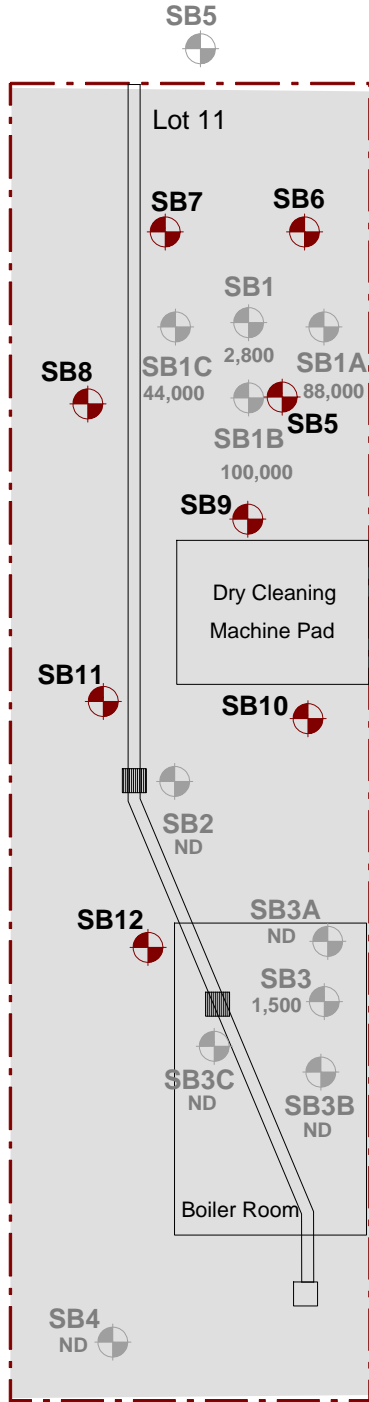 SB5
Lot 11
SB7
SB6
SB1
2,800
SB1C
44,000
SB1A
88,000
SB8
SB5
SB1B
100,000
SB9
Dry Cleaning
Machine Pad
SB11
SB10
SB2
ND
SB12
SB3A
ND
SB3
1,500
SB3C
ND
SB3B
ND
Boiler Room
SB4
ND